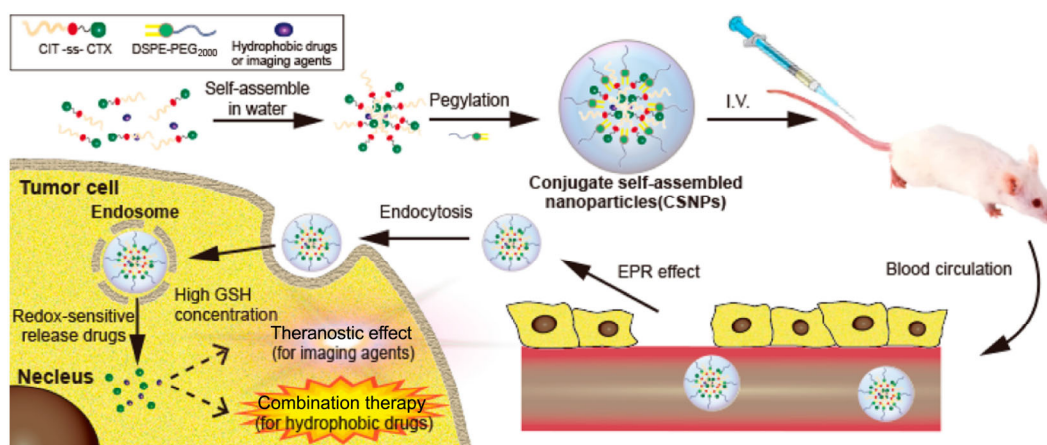 CIT -ss- CTX
DSPE-PEG2000
Hydrophobic drugs
or imaging agents
Self-assemble
in water
Pegylation
I.V.
Conjugate self-assembled
nanoparticles(CSNPs)
Tumor cell
Endosome
Endocytosis
EPR effect
Blood circulation
High GSH
concentration
Redox-sensitive
release drugs
Theranostic effect
(for imaging agents)
Necleus
Combination therapy
(for hydrophobic drugs)